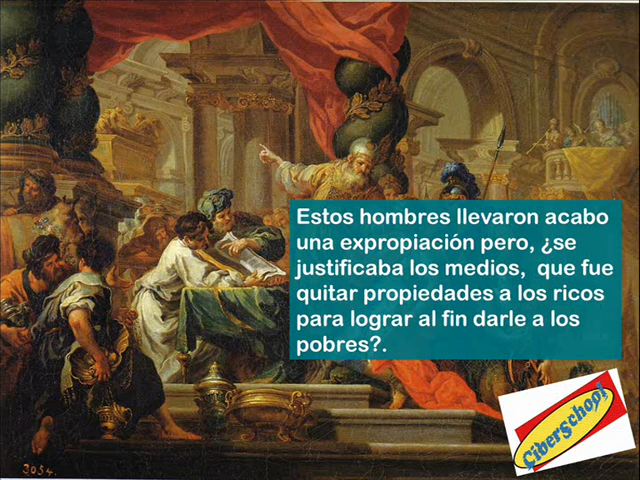 Estos hombres llevaron acabo
una expropiación pero, ¿se
justificaba los medios,  que fue
quitar propiedades a los ricos
para lograr al fin darle a los
pobres?.
Ciberschool
3054.